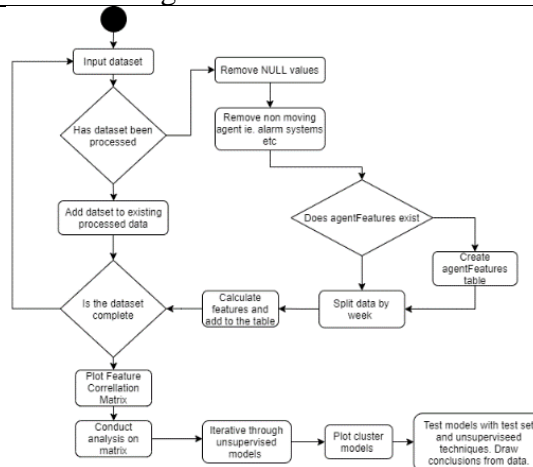 Input dataset
Remove NULL values
Has dataset been
processed
Remove non moving
agent ie. alarm systems
etc
Add datset to existing
processed data
Does agentFeatures exist
Create
agentFeatures
table
Is the dataset
complete
Calculate
features and
add to the table
Split data by
week
Plot Feature
Correllation
Matrix
Conduct
analysis on
matrix
Iterative through
unsupervised
models
Plot cluster
models
Test models with test set
and unsuperviseed
techniques. Draw
conclusions from data.